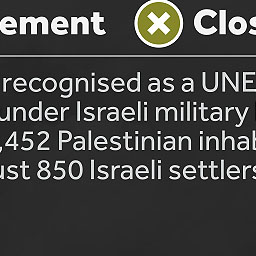 ement Clos
recognised as a UNE
under Israeli military
,452 Palestinian inhab
ust 850 Israeli settlers